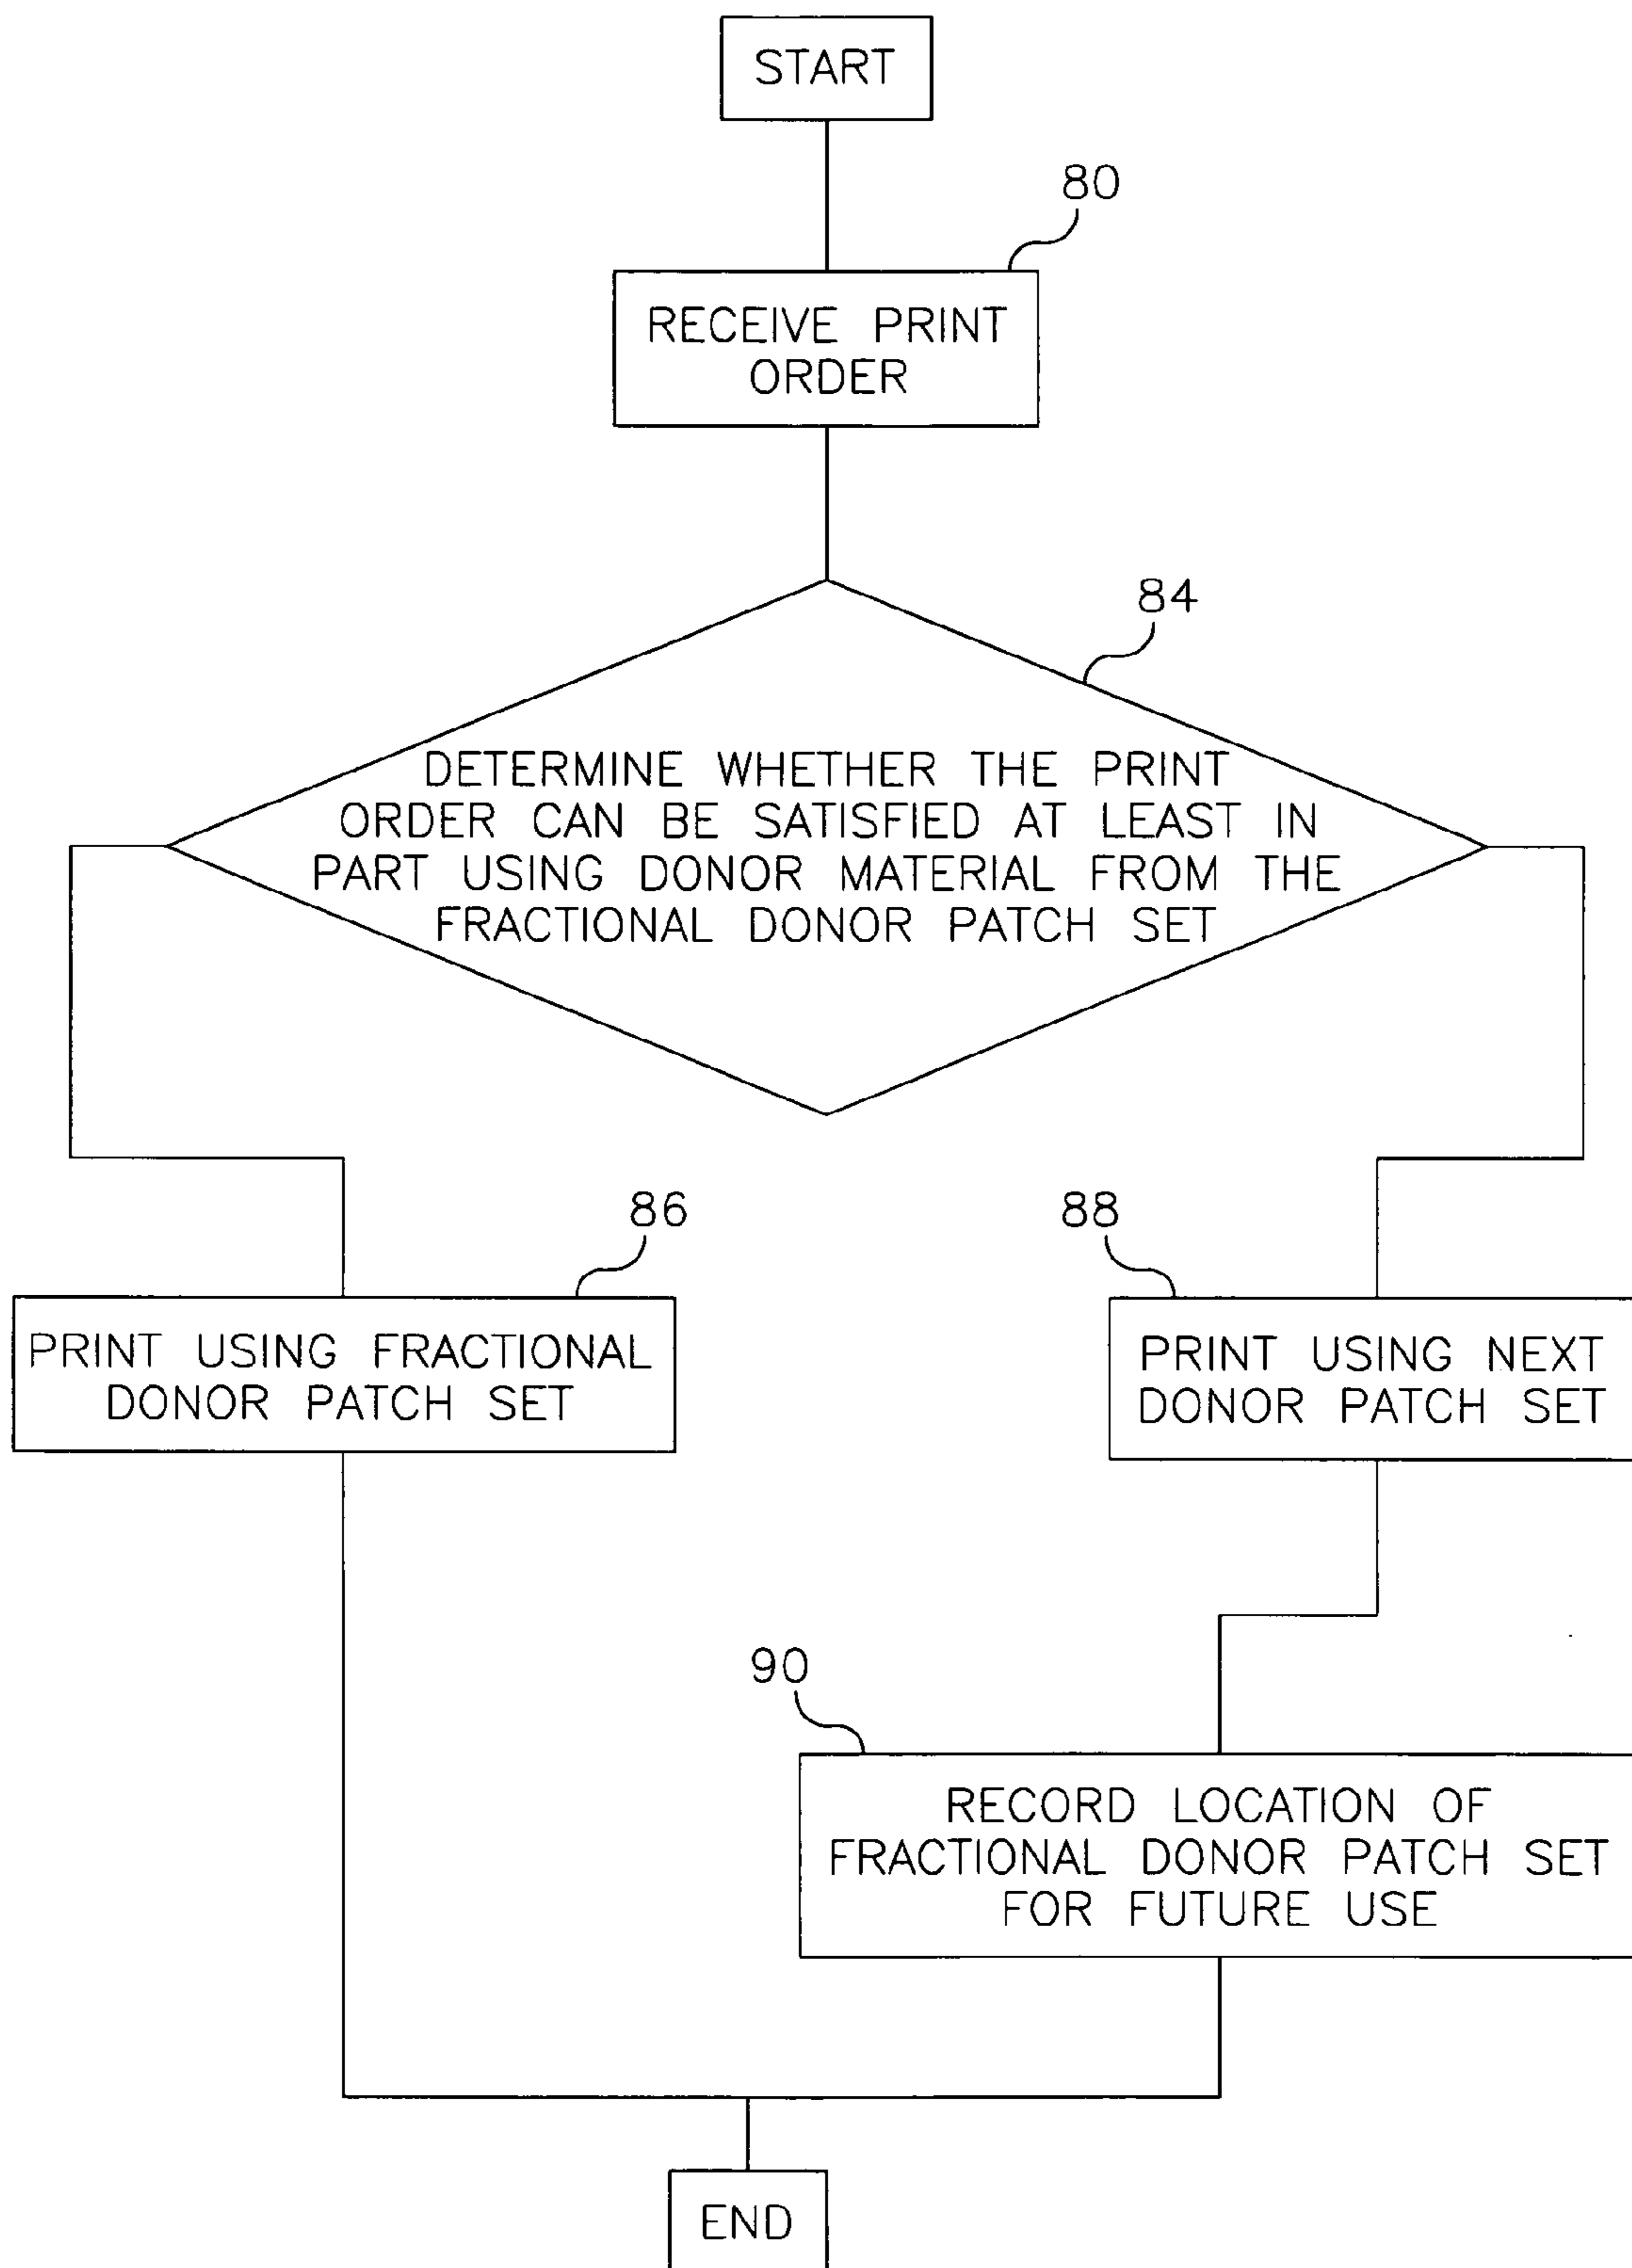 START
80
RECEIVE PRINT
ORDER
84
DETERMINE WHETHER THE PRINT
ORDER CAN BE SATISFIED AT LEAST IN
PART USING DONOR MATERIAL FROM THE
FRACTIONAL DONOR PATCH SET
86
PRINT USING FRACTIONAL
DONOR PATCH SET
88
PRINT USING NEXT
DONOR PATCH SET
90
RECORD LOCATION OF
FRACTIONAL DONOR PATCH SET
FOR FUTURE USE
END